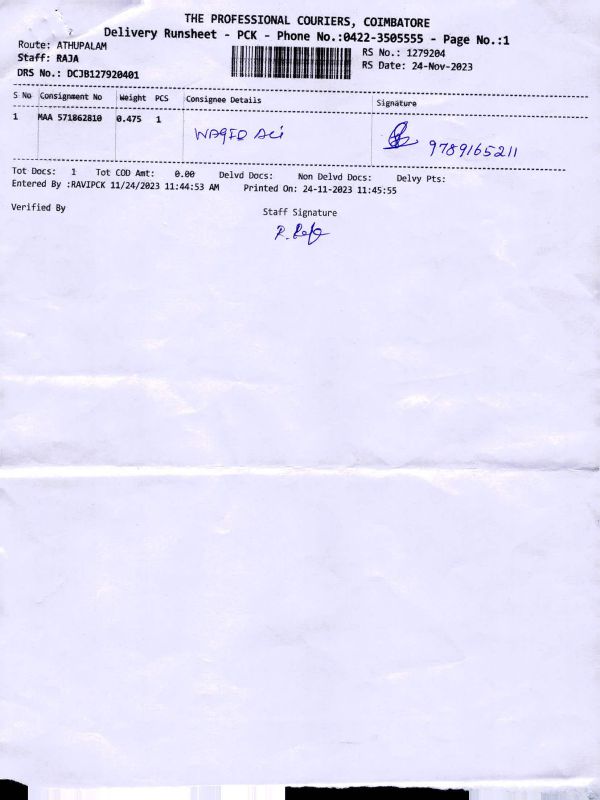 THE PROFESSIONAL COURIERS, COIMBATORE
Delivery Runsheet - PCK - Phone No.:0422-3505555 - Page No.:1
Route: ATHUPALAM
RS No.: 1279204
Staff: RAJA
RS Date: 24-Nov-2023
DRS No.: DCJB127920401
S No Consignment No Weight PCS Consignee Details Signature
1 MAA 571862810 0.475 1 WAQID ALi 9789165211
Tot Docs: 1 Tot COD Amt: 0.00 Delvd Docs: Non Delvd Docs: Delvy Pts:
Entered By :RAVIPCK 11/24/2023 11:44:53 AM Printed On: 24-11-2023 11:45:55
Verified By Staff Signature